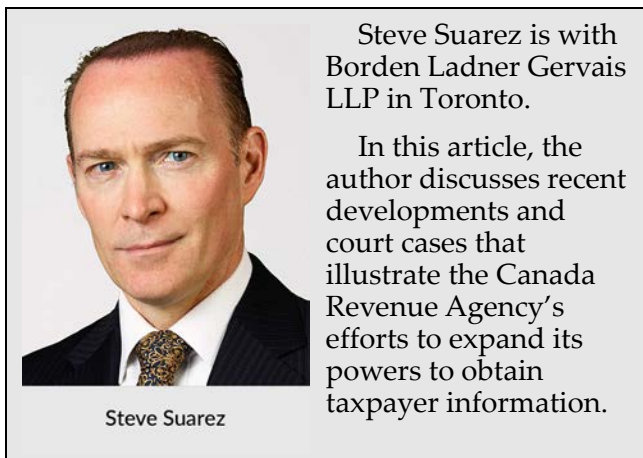 Steve Suarez is with
Borden Ladner Gervais
LLP in Toronto.
In this article, the
author discusses recent
developments and
court cases that
illustrate the Canada
Revenue Agency’s
efforts to expand its
powers to obtain
taxpayer information.
Steve Suarez